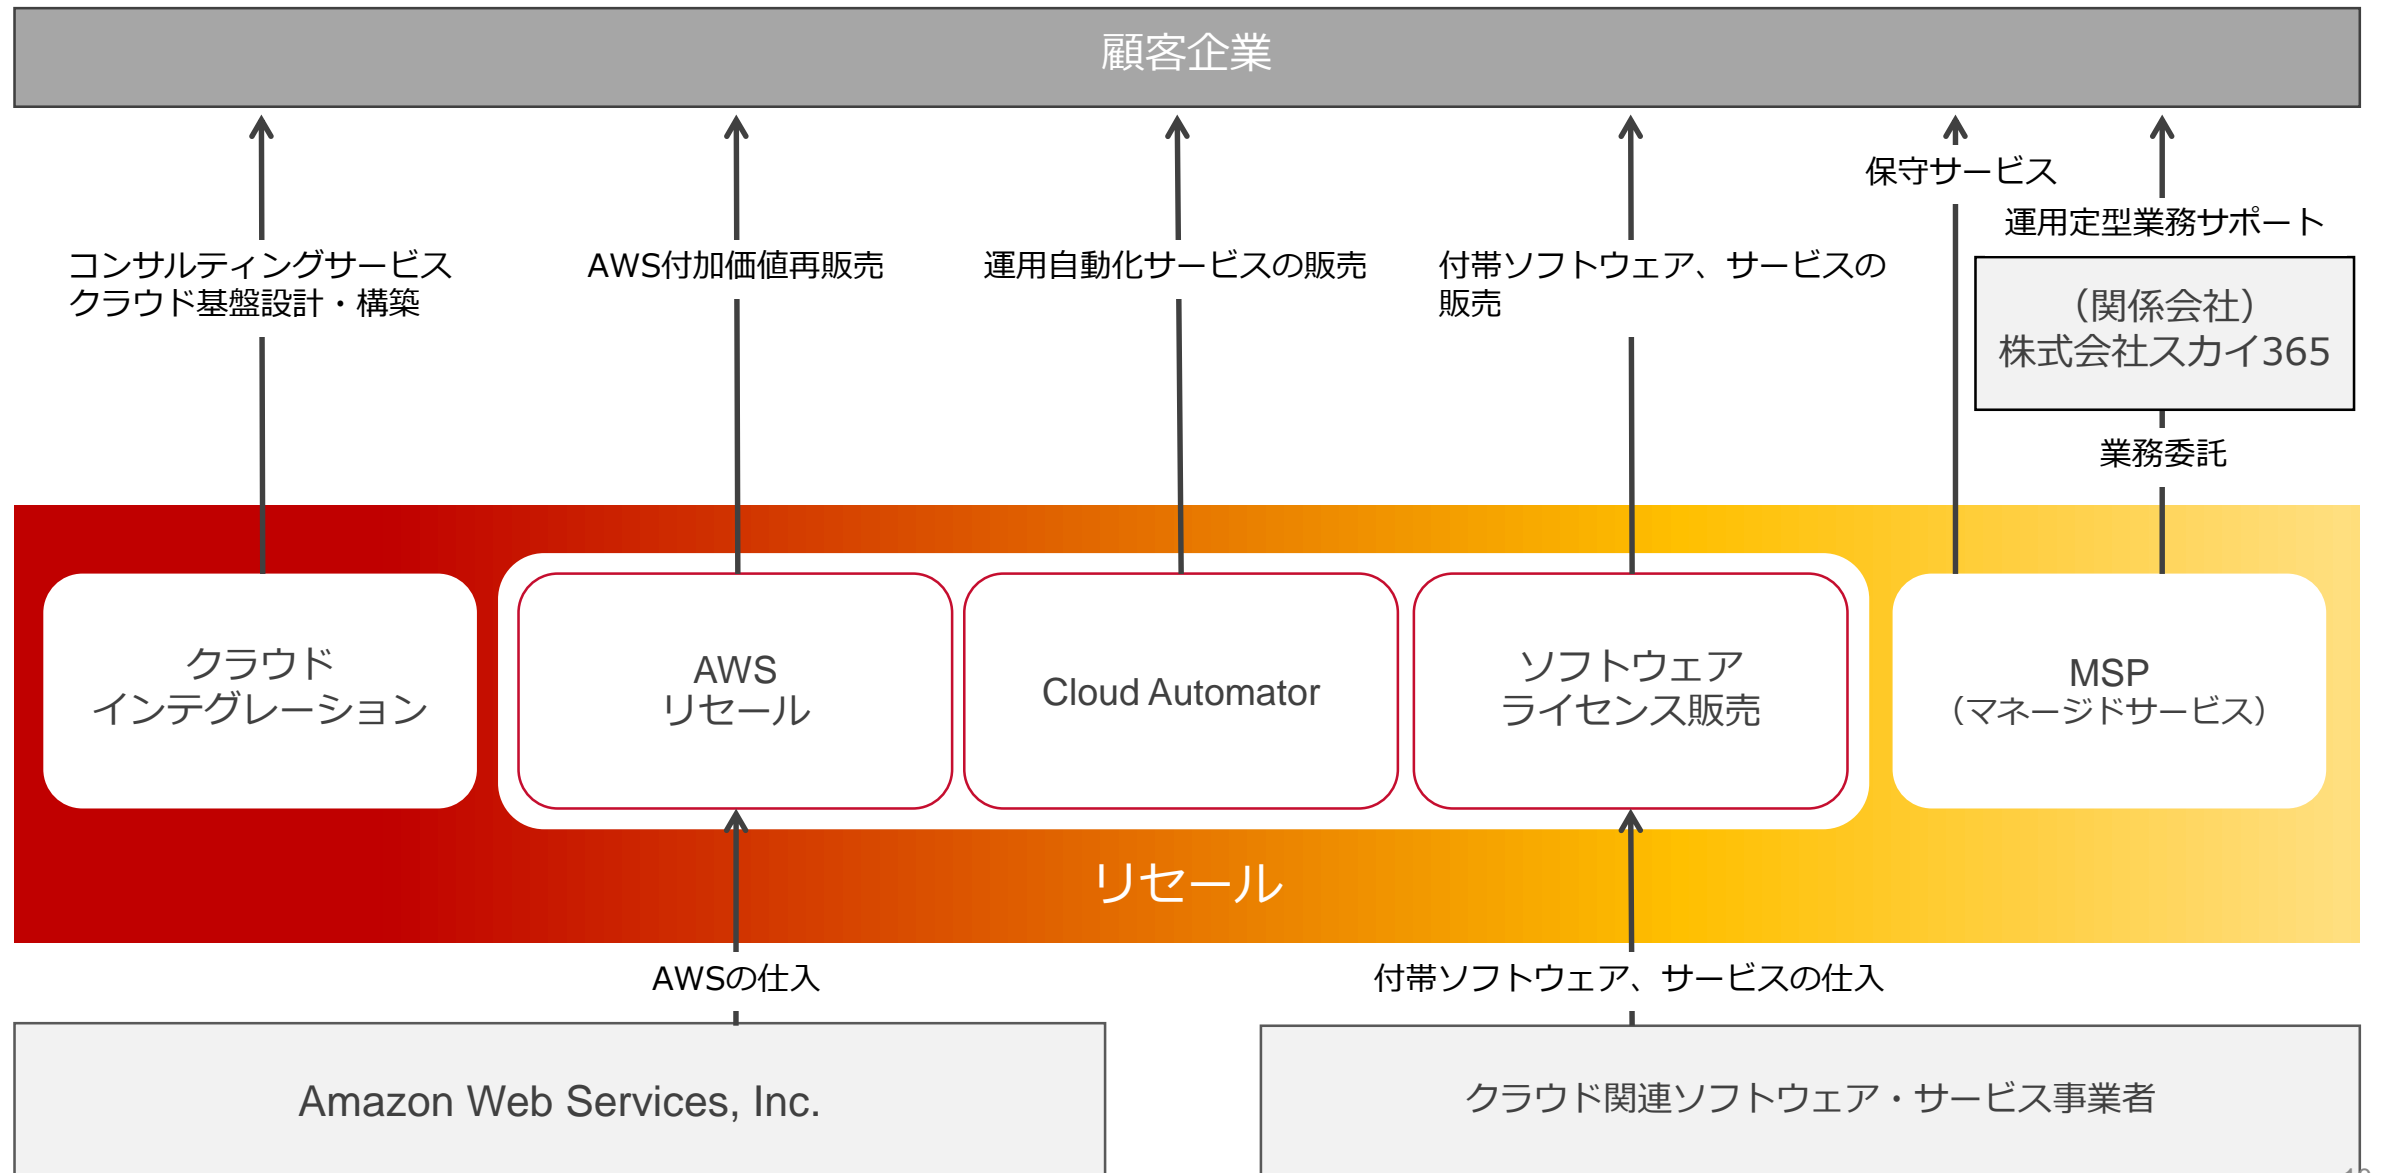 顧客企業
保守サービス
運用定型業務サポート
コンサルティングサービス
クラウド基盤設計・構築
AWS付加価値再販売
運用自動化サービスの販売
付帯ソフトウェア、サービスの
販売
（関係会社）
株式会社スカイ365
業務委託
クラウド
インテグレーション
AWS
リセール
Cloud Automator
ソフトウェア
ライセンス販売
MSP
（マネージドサービス）
リセール
AWSの仕入
付帯ソフトウェア、サービスの仕入
Amazon Web Services, Inc.
クラウド関連ソフトウェア・サービス事業者